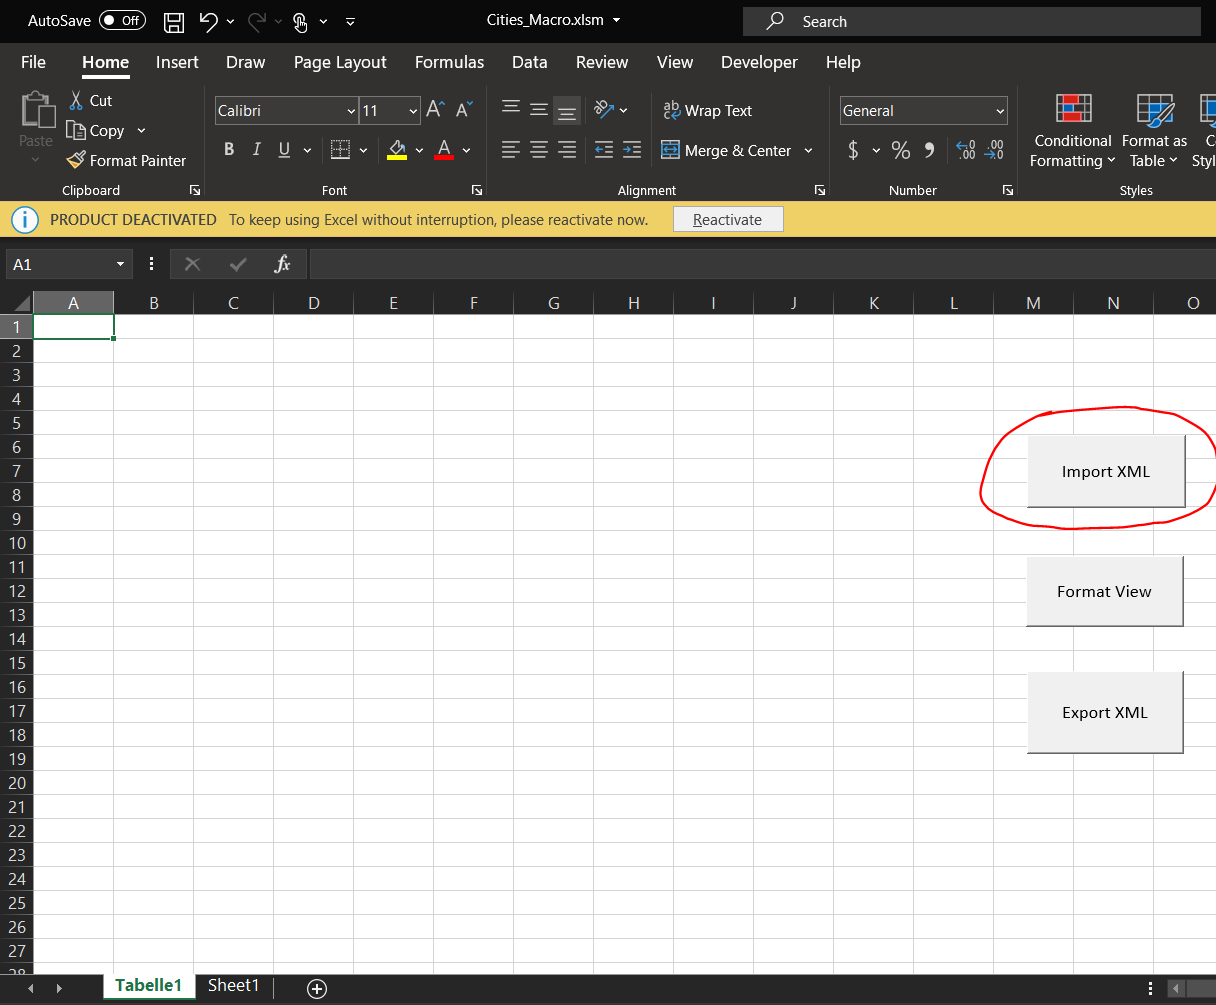 AutoSave Off Cities_Macro.xlsm Search
File Home Insert Draw Page Layout Formulas Data Review View Developer Help
Paste Cut Copy Format Painter
Calibri 11
B I U A
ab Wrap Text
Merge & Center
General
$ % 9 .00 .00
Conditional Formatting
Format as Table
Clipboard Font Alignment Number Styles
PRODUCT DEACTIVATED To keep using Excel without interruption, please reactivate now. Reactivate
A1 fx
A B C D E F G H I J K L M N O
1
2
3
4
5
6
7
8
9
10
11
12
13
14
15
16
17
18
19
20
21
22
23
24
25
26
27
28
Import XML
Format View
Export XML
Tabelle1 Sheet1